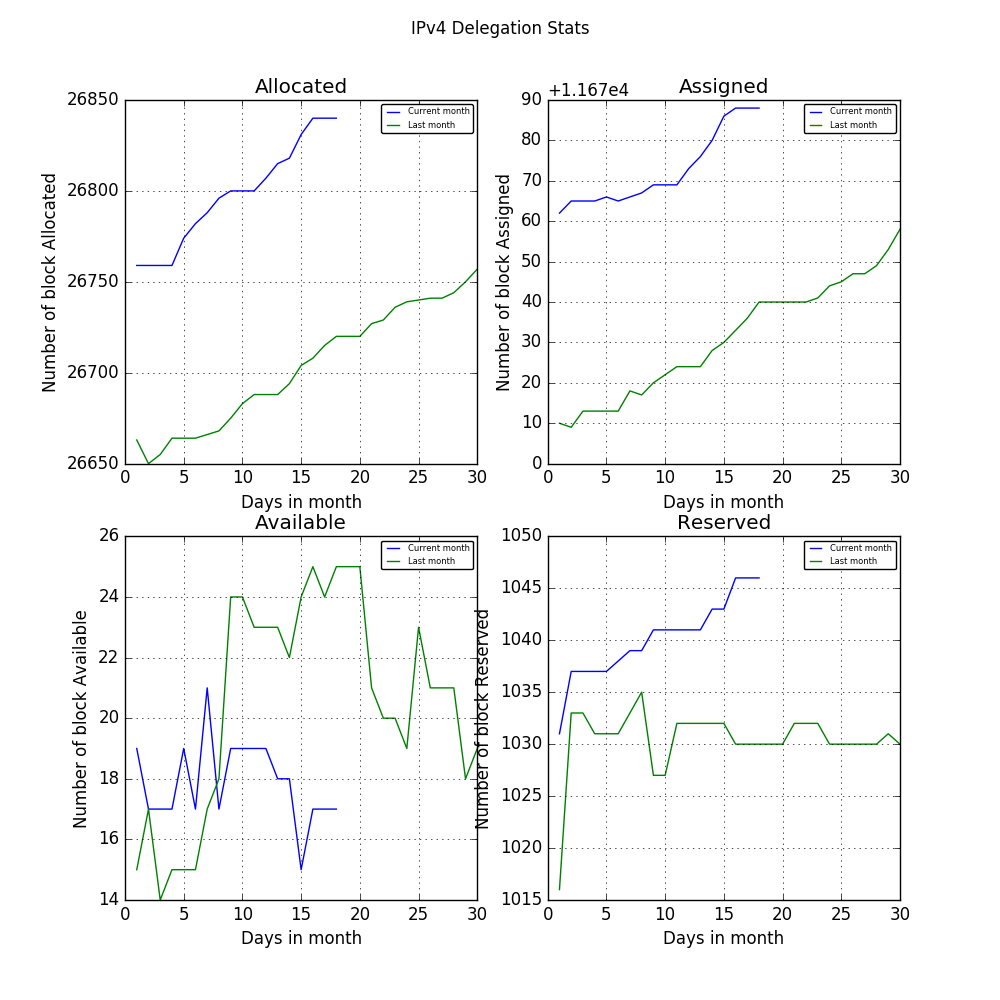 IPv4 Delegation Stats
Allocated
26850
26800
26750
26700
26650
Number of block Allocated
Current month
Last month
0 5 10 15 20 25 30
Days in month
Assigned
+1.167e4
90
80
70
60
50
40
30
20
10
0
Number of block Assigned
Current month
Last month
0 5 10 15 20 25 30
Days in month
Available
26
24
22
20
18
16
14
Number of block Available
Current month
Last month
0 5 10 15 20 25 30
Days in month
Reserved
1050
1045
1040
1035
1030
1025
1020
1015
Number of block Reserved
Current month
Last month
0 5 10 15 20 25 30
Days in month